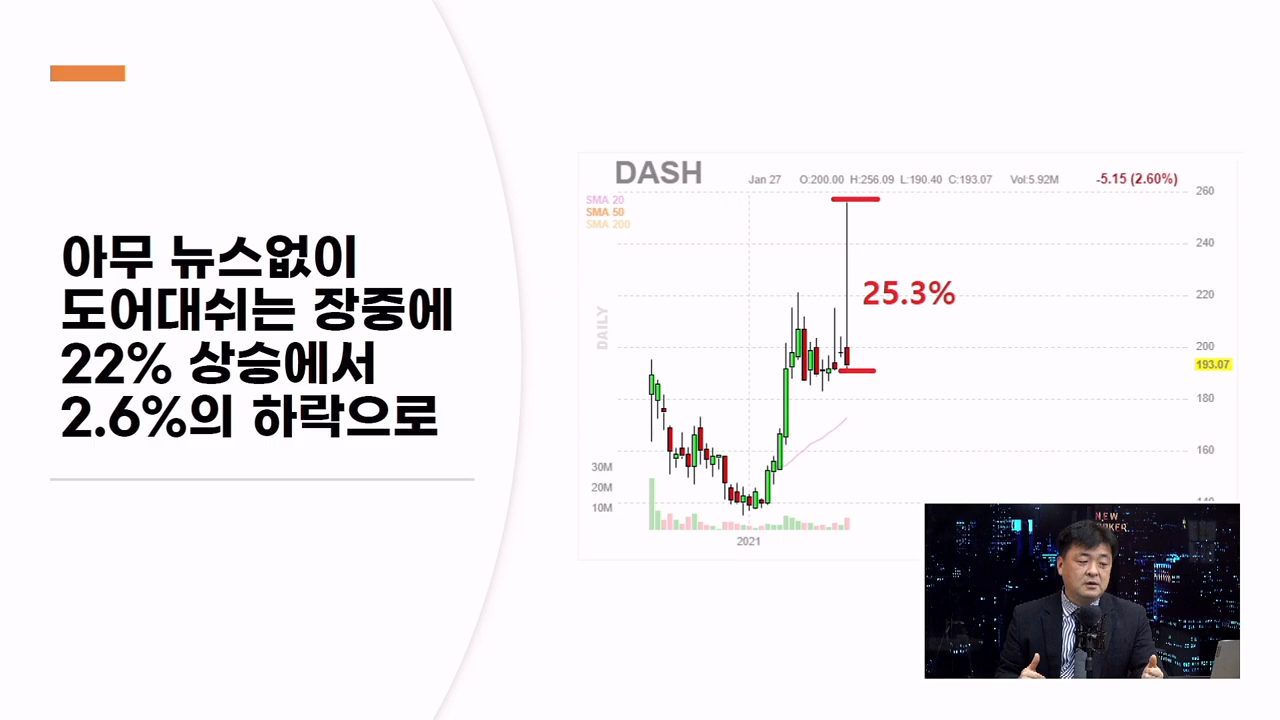 아무 뉴스없이
도어대쉬는 장중에
22% 상승에서
2.6%의 하락으로
DASH
Jan 27 O:200.00 H:256.09 L:190.40 C:193.07 Vol:5.92M -5.15 (2.60%)
SMA 20
SMA 50
SMA 200
DAILY
25.3%
260
240
220
200
193.07
180
160
30M
20M
10M
2021
NEW